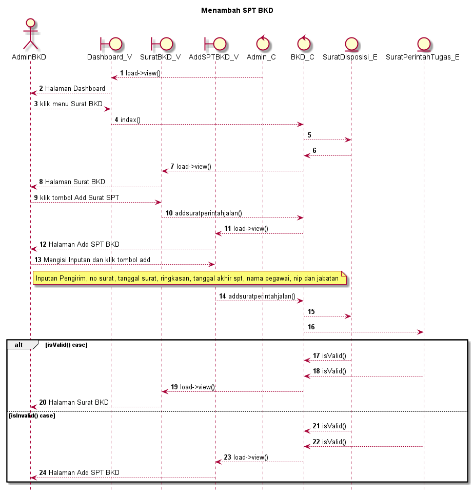 Menambah SPT BKD
AdminBKD
Dashboard_V
SuratBKD_V
AddSPTBKD_V
Admin_C
BKD_C
SuratDisposisi_E
SuratPerintahTugas_E
1 load->view()
2 Halaman Dashboard
3 klik menu Surat BKD
4 index()
5
6
7 load->view()
8 Halaman Surat BKD
9 klik tombol Add Surat SPT
10 addsuratperintahjalan()
11 load->view()
12 Halaman Add SPT BKD
13 Mengisi Inputan dan klik tombol add
Inputan Pengirim, no surat, tanggal surat, ringkasan, tanggal akhir spt, nama pegawai, nip dan jabatan
14 addsuratperintahjalan()
15
16
alt [isValid() case]
17 isValid()
18 isValid()
19 load->view()
20 Halaman Surat BKD
[isInvalid() case]
21 isValid()
22 isValid()
23 load->view()
24 Halaman Add SPT BKD